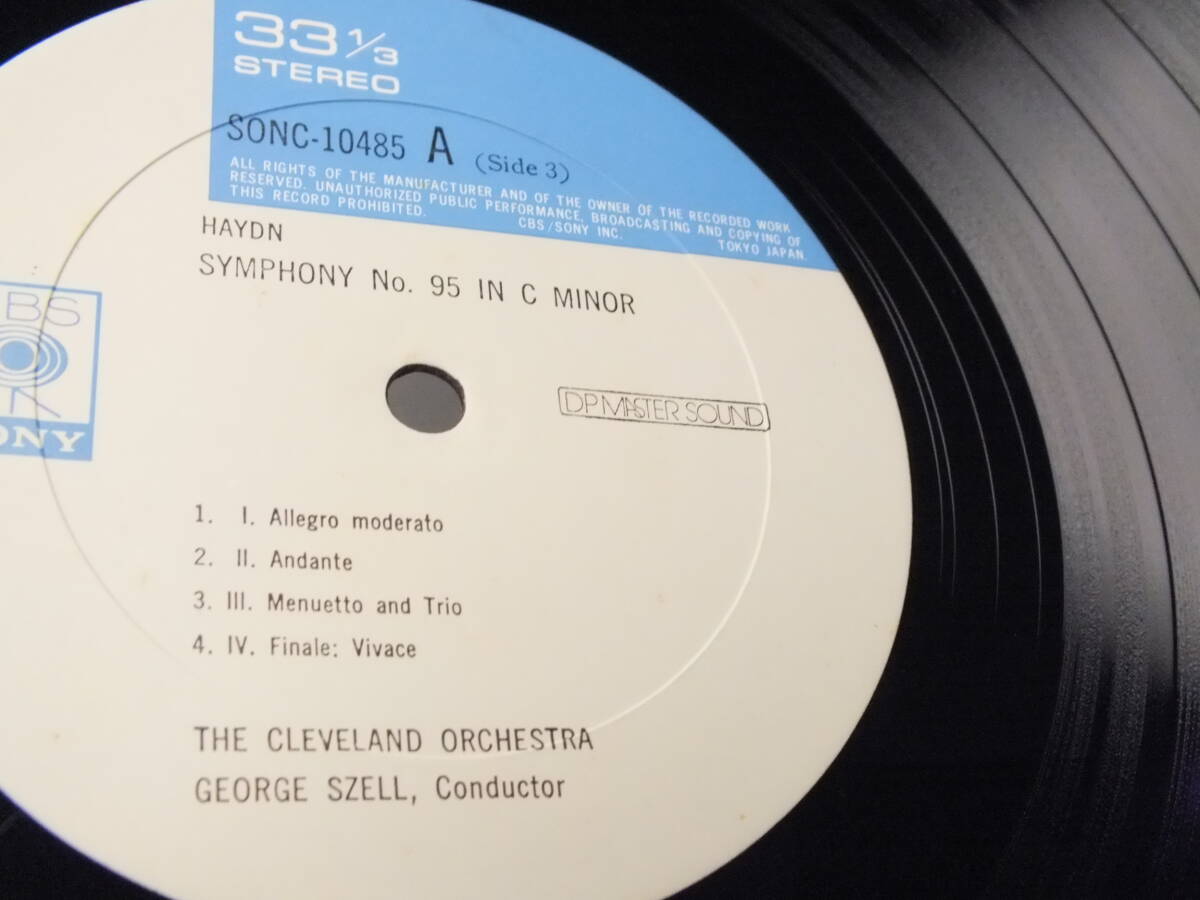 33 1/3
STEREO
SONC-10485 A (Side 3)
ALL RIGHTS OF THE MANUFACTURER AND OF THE OWNER OF THE RECORDED WORK
RESERVED. UNAUTHORIZED PUBLIC PERFORMANCE, BROADCASTING AND COPYING OF
THIS RECORD PROHIBITED. CBS/SONY INC. TOKYO JAPAN.
HAYDN
SYMPHONY No. 95 IN C MINOR
BS
ONY
DP MASTER SOUND
1. I. Allegro moderato
2. II. Andante
3. III. Menuetto and Trio
4. IV. Finale: Vivace
THE CLEVELAND ORCHESTRA
GEORGE SZELL, Conductor